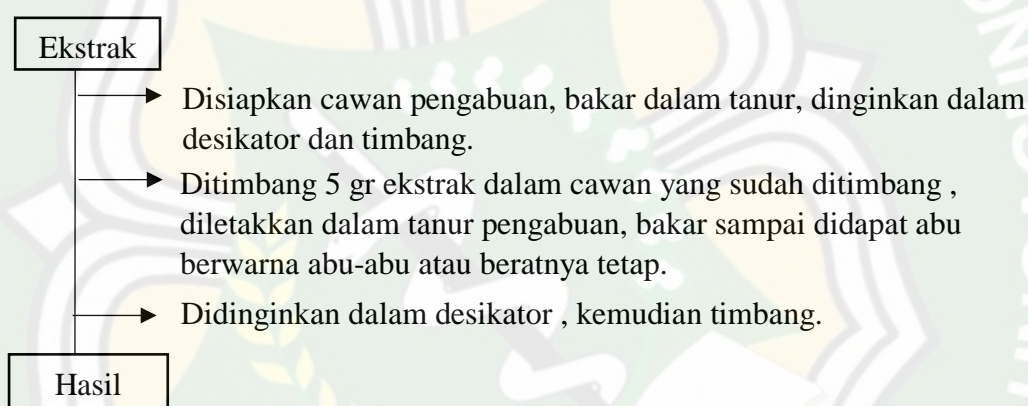 Ekstrak
Disiapkan cawan pengabuan, bakar dalam tanur, dinginkan dalam
desikator dan timbang.
Ditimbang 5 gr ekstrak dalam cawan yang sudah ditimbang ,
diletakkan dalam tanur pengabuan, bakar sampai didapat abu
berwarna abu-abu atau beratnya tetap.
Didinginkan dalam desikator , kemudian timbang.
Hasil